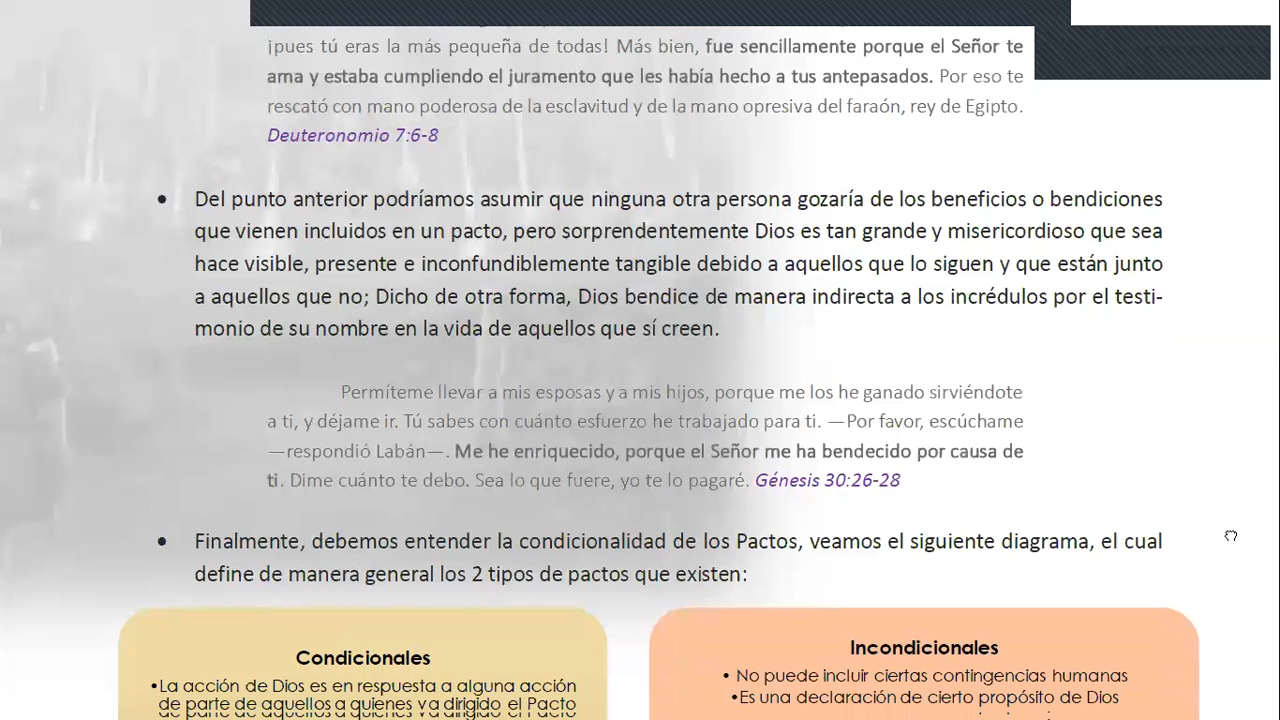 ¡pues tú eras la más pequeña de todas! Más bien, fue sencillamente porque el Señor te
ama y estaba cumpliendo el juramento que les había hecho a tus antepasados. Por eso te
rescató con mano poderosa de la esclavitud y de la mano opresiva del faraón, rey de Egipto.
Deuteronomio 7:6-8
• Del punto anterior podríamos asumir que ninguna otra persona gozaría de los beneficios o bendiciones
que vienen incluidos en un pacto, pero sorprendentemente Dios es tan grande y misericordioso que sea
hace visible, presente e inconfundiblemente tangible debido a aquellos que lo siguen y que están junto
a aquellos que no; Dicho de otra forma, Dios bendice de manera indirecta a los incrédulos por el testi-
monio de su nombre en la vida de aquellos que sí creen.
Permíteme llevar a mis esposas y a mis hijos, porque me los he ganado sirviéndote
a ti, y déjame ir. Tú sabes con cuánto esfuerzo he trabajado para ti. —Por favor, escúchame
—respondió Labán—. Me he enriquecido, porque el Señor me ha bendecido por causa de
ti. Dime cuánto te debo. Sea lo que fuere, yo te lo pagaré. Génesis 30:26-28
• Finalmente, debemos entender la condicionalidad de los Pactos, veamos el siguiente diagrama, el cual
define de manera general los 2 tipos de pactos que existen:
Condicionales
•La acción de Dios es en respuesta a alguna acción
de parte de aquellos a quienes va dirigido el Pacto
Incondicionales
• No puede incluir ciertas contingencias humanas
•Es una declaración de cierto propósito de Dios